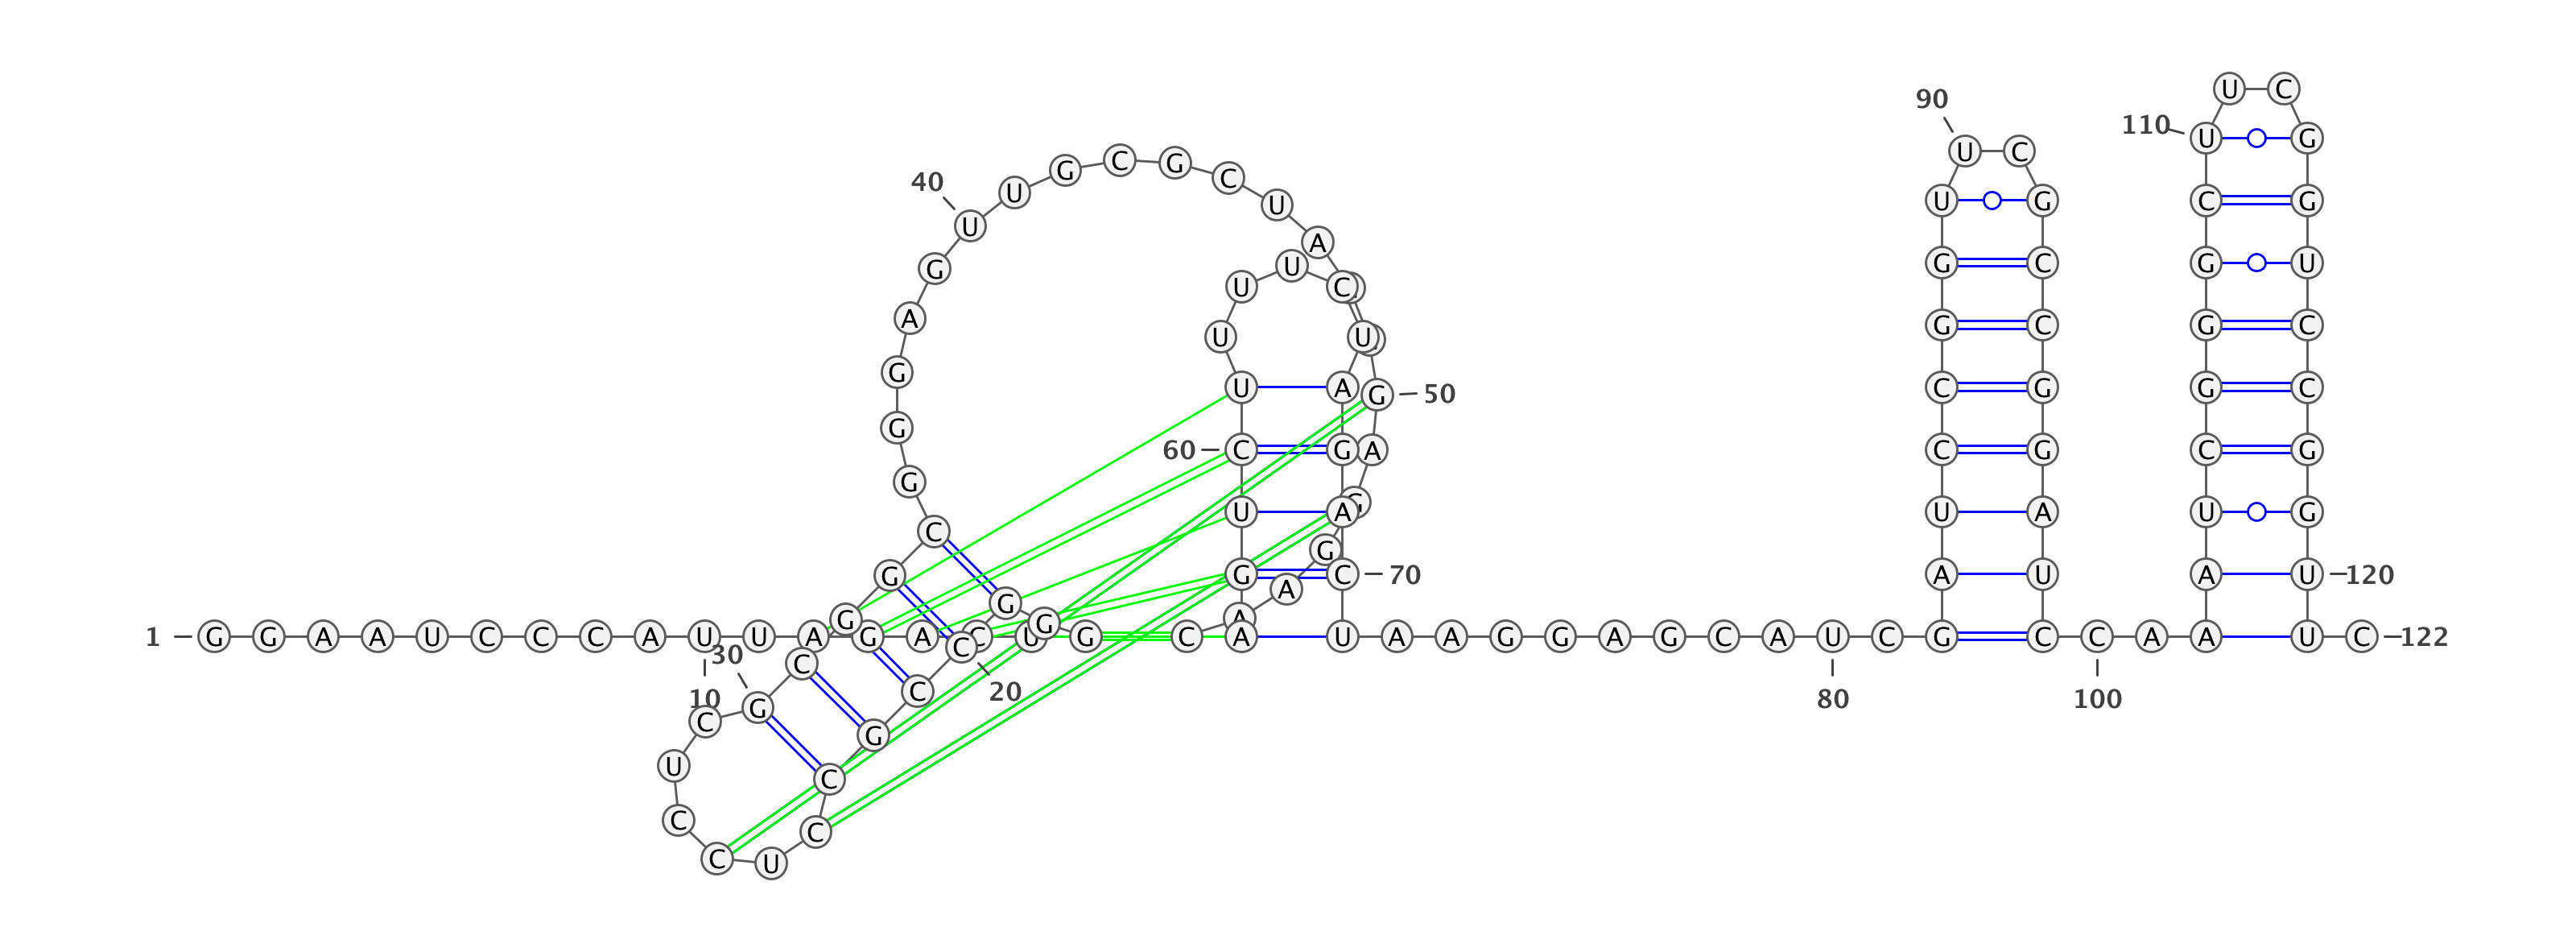 U C
90
110 U G
U C
G C G C
40 U U
U G C G
U A
U G C G U
G U C
A
U U G C G C
G
U A G 50 C G G C
G
60 C G A C G C G
G
U A U A U G
C
G
G G C 70 A U A U 120
A
G
G G A
1 G G A A U C C C A U U A G A C U G C A U A A G G A G C A U C G C C A A U C 122
30 C C
20
10 80 100
C G C
G
U
C
C
C
C U